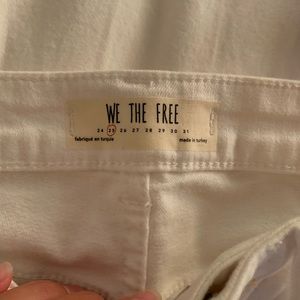 WE THE FREE
24 25 26 27 28 29 30 31
fabriqué en turquie made in turkey